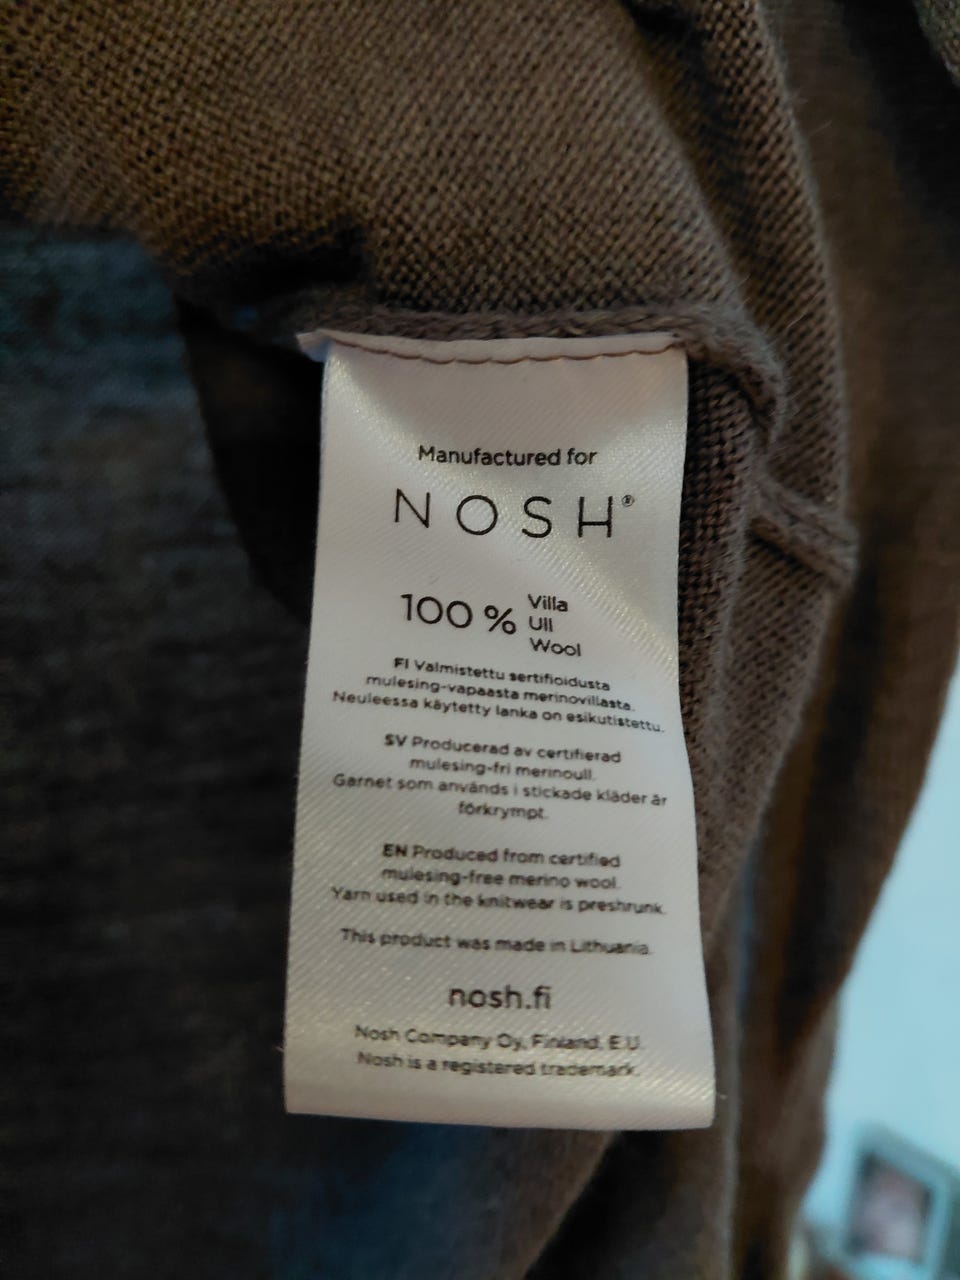 Manufactured for
NOSH®
100 % Villa
Ull
Wool
FI Valmistettu sertifioidusta
mulesing-vapaasta merinovillasta.
Neuleessa käytetty lanka on esikutistettu.
SV Producerad av certifierad
mulesing-fri merinoull.
Garnet som används i stickade kläder är
förkrympt.
EN Produced from certified
mulesing-free merino wool.
Yarn used in the knitwear is preshrunk.
This product was made in Lithuania.
nosh.fi
Nosh Company Oy, Finland, E.U.
Nosh is a registered trademark.